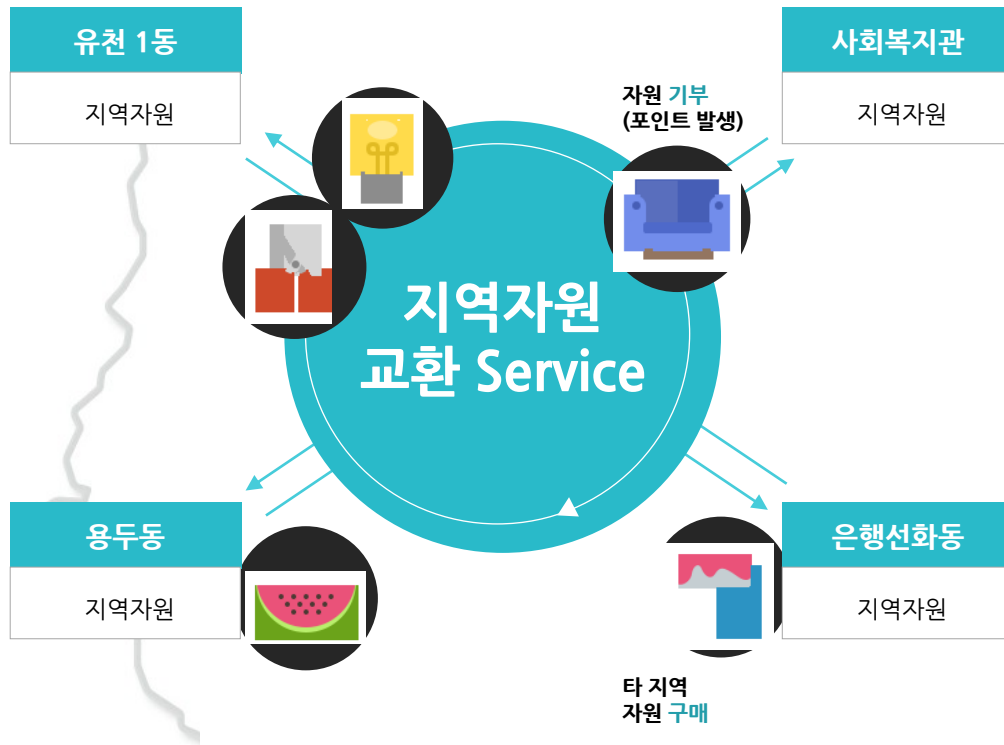 유천 1동
지역자원
사회복지관
지역자원
자원 기부
(포인트 발생)
지역자원
교환 Service
용두동
지역자원
은행선화동
지역자원
타 지역
자원 구매